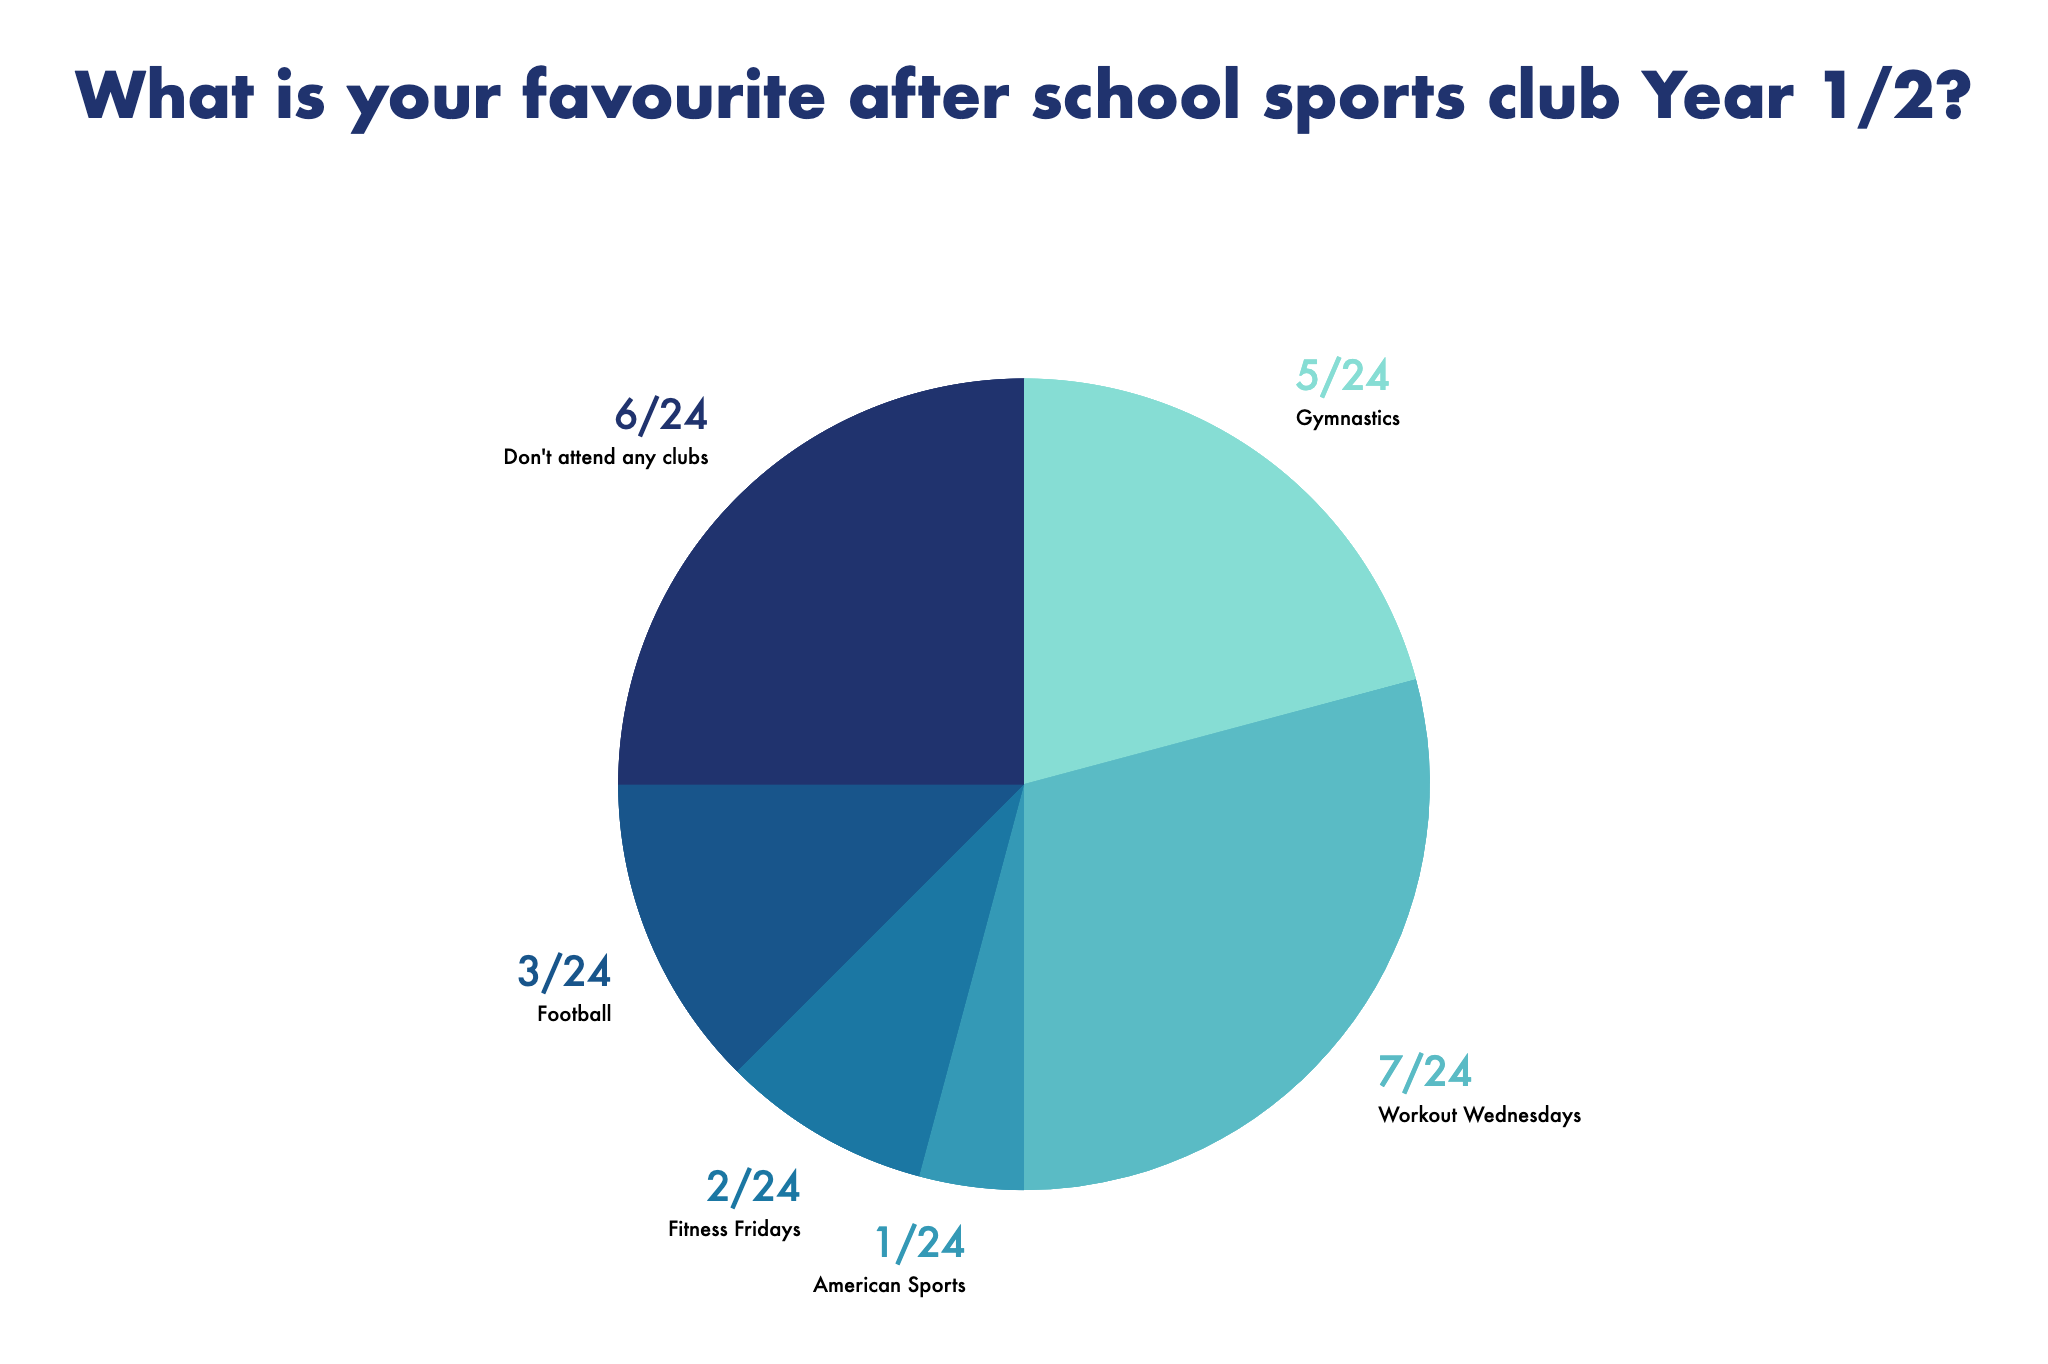 What is your favourite after school sports club Year 1/2?
5/24
Gymnastics
6/24
Don't attend any clubs
3/24
Football
7/24
Workout Wednesdays
2/24
Fitness Fridays
1/24
American Sports